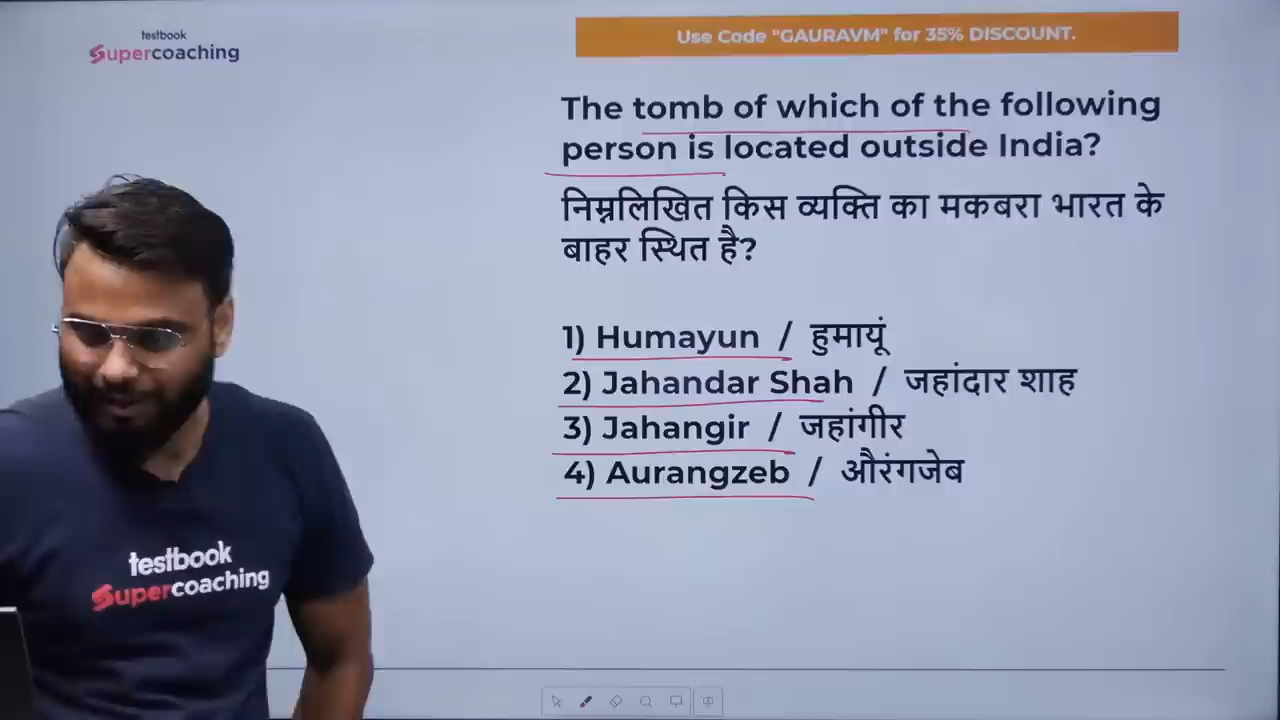 testbook
Supercoaching
Use Code "GAURAVM" for 35% DISCOUNT.
The tomb of which of the following
person is located outside India?
निम्नलिखित किस व्यक्ति का मकबरा भारत के
बाहर स्थित है?
1) Humayun / हुमायूं
2) Jahandar Shah / जहांदार शाह
3) Jahangir / जहांगीर
4) Aurangzeb / औरंगजेब
testbook
Supercoaching